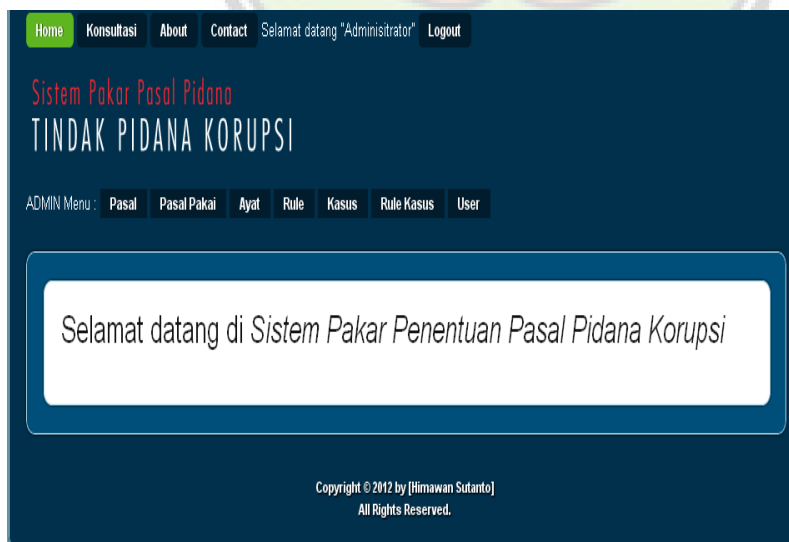 Home Konsultasi About Contact Selamat datang "Adminisitrator" Logout
Sistem Pakar Pasal Pidana
TINDAK PIDANA KORUPSI
ADMIN Menu : Pasal Pasal Pakai Ayat Rule Kasus Rule Kasus User
Selamat datang di Sistem Pakar Penentuan Pasal Pidana Korupsi
Copyright © 2012 by [Himawan Sutanto]
All Rights Reserved.